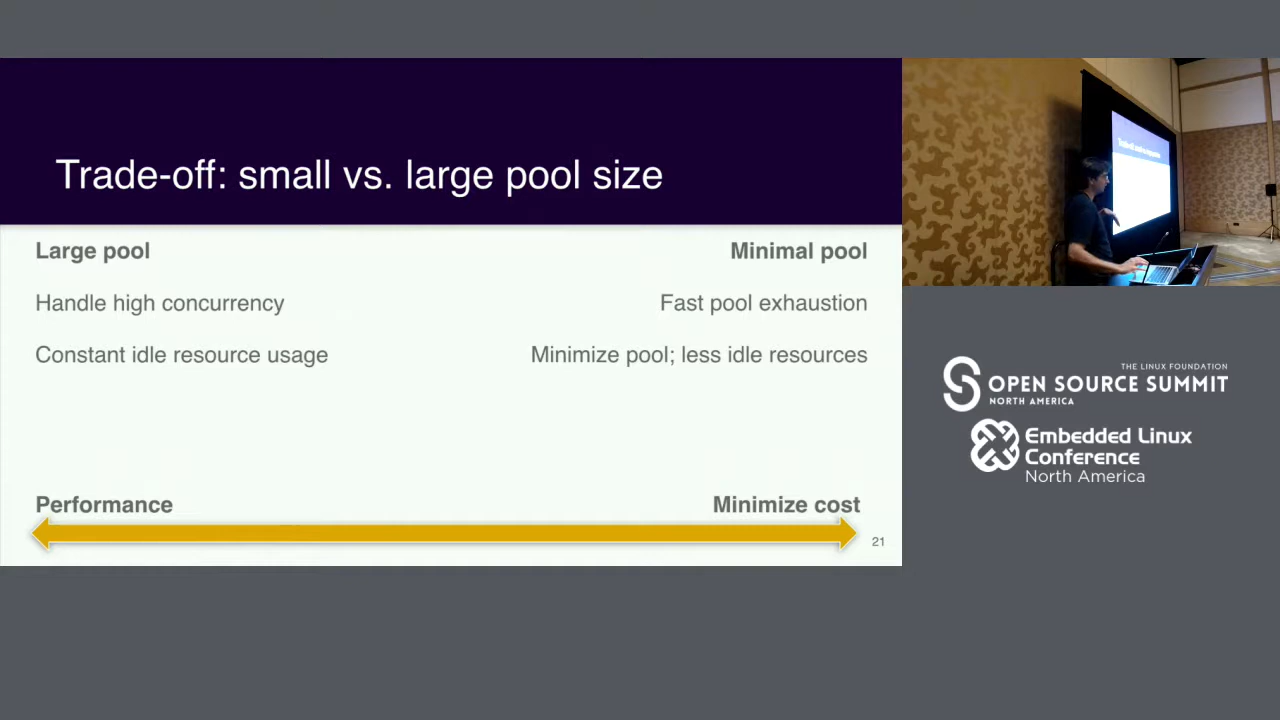 Trade-off: small vs. large pool size
Large pool
Minimal pool
Handle high concurrency
Fast pool exhaustion
Constant idle resource usage
Minimize pool; less idle resources
Performance
Minimize cost
21
THE LINUX FOUNDATION
OPEN SOURCE SUMMIT
NORTH AMERICA
Embedded Linux
Conference
North America